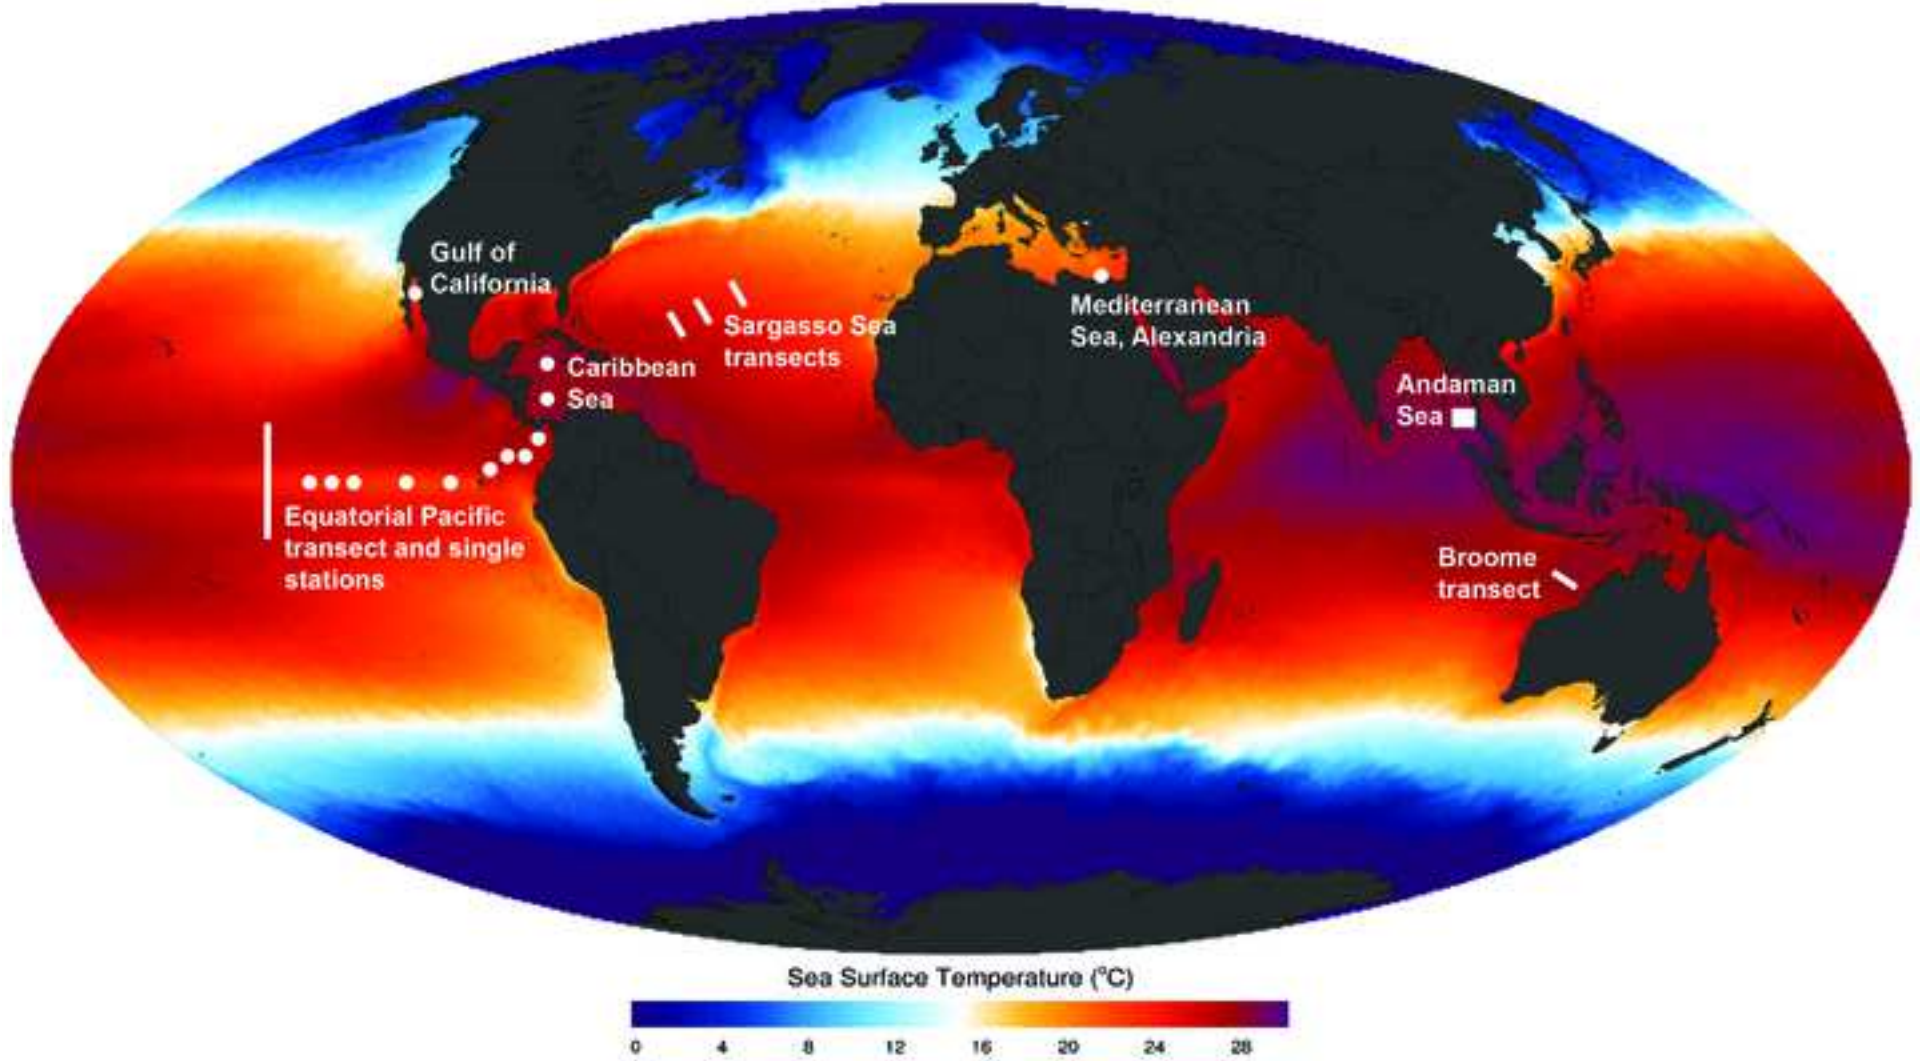 Gulf of
California
Sargasso Sea
transects
Mediterranean
Sea, Alexandria
Caribbean
Sea
Andaman
Sea
Equatorial Pacific
transect and single
stations
Broome
transect
Sea Surface Temperature (°C)
0 4 8 12 16 20 24 28